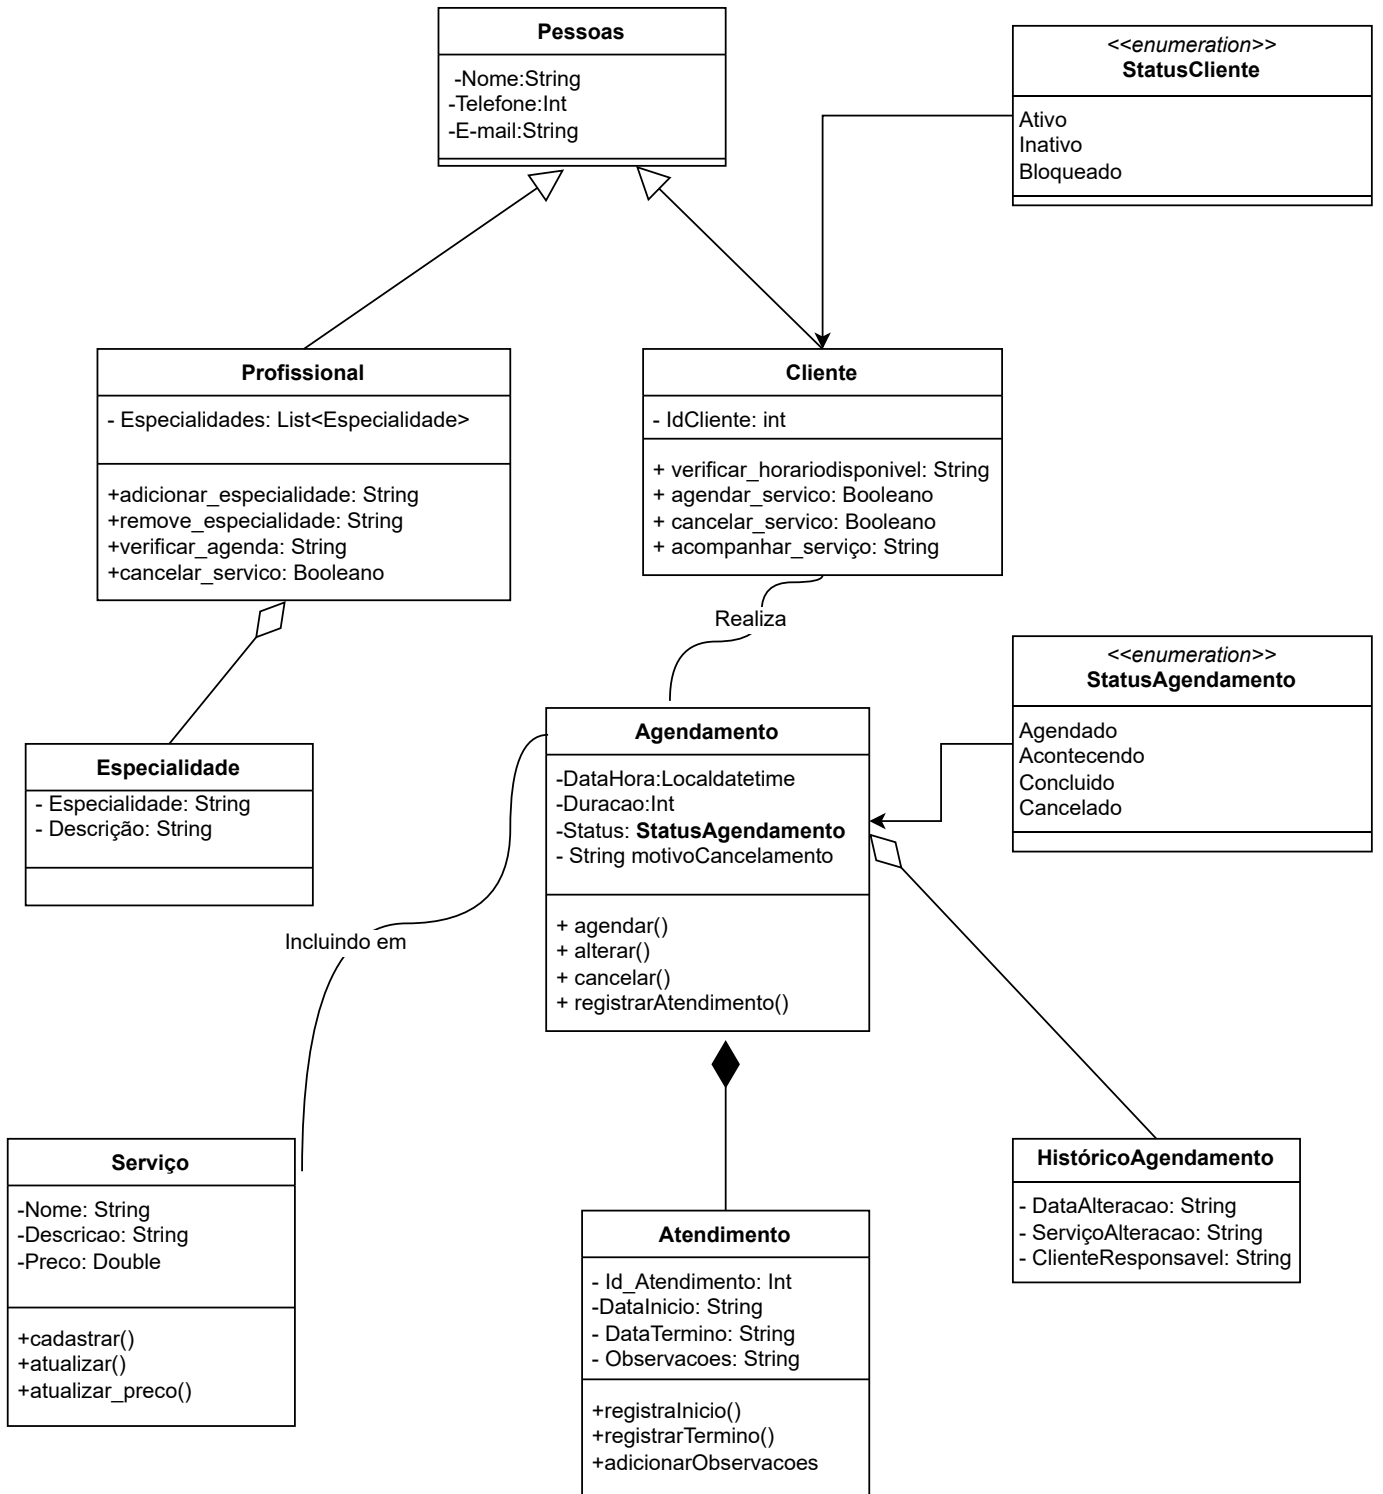 Pessoas
-Nome:String
-Telefone:Int
-E-mail:String
<<enumeration>>
StatusCliente
Ativo
Inativo
Bloqueado
Profissional
- Especialidades: List<Especialidade>
+adicionar_especialidade: String
+remove_especialidade: String
+verificar_agenda: String
+cancelar_servico: Booleano
Cliente
- IdCliente: int
+ verificar_horariodisponivel: String
+ agendar_servico: Booleano
+ cancelar_servico: Booleano
+ acompanhar_serviço: String
Realiza
<<enumeration>>
StatusAgendamento
Agendado
Acontecendo
Concluido
Cancelado
Especialidade
- Especialidade: String
- Descrição: String
Agendamento
-DataHora:Localdatetime
-Duracao:Int
-Status: StatusAgendamento
- String motivoCancelamento
+ agendar()
+ alterar()
+ cancelar()
+ registrarAtendimento()
Incluindo em
Serviço
-Nome: String
-Descricao: String
-Preco: Double
+cadastrar()
+atualizar()
+atualizar_preco()
Atendimento
- Id_Atendimento: Int
-DataInicio: String
- DataTermino: String
- Observacoes: String
+registraInicio()
+registrarTermino()
+adicionarObservacoes
HistóricoAgendamento
- DataAlteracao: String
- ServiçoAlteracao: String
- ClienteResponsavel: String